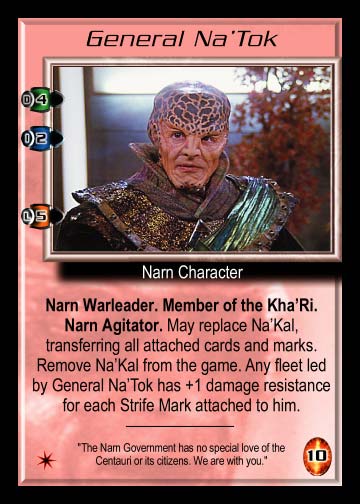 General Na'Tok
D 4
I 2
L 5
Narn Character
Narn Warleader. Member of the Kha'Ri.
Narn Agitator. May replace Na'Kal,
transferring all attached cards and marks.
Remove Na'Kal from the game. Any fleet led
by General Na'Tok has +1 damage resistance
for each Strife Mark attached to him.
"The Narn Government has no special love of the
Centauri or its citizens. We are with you."
10